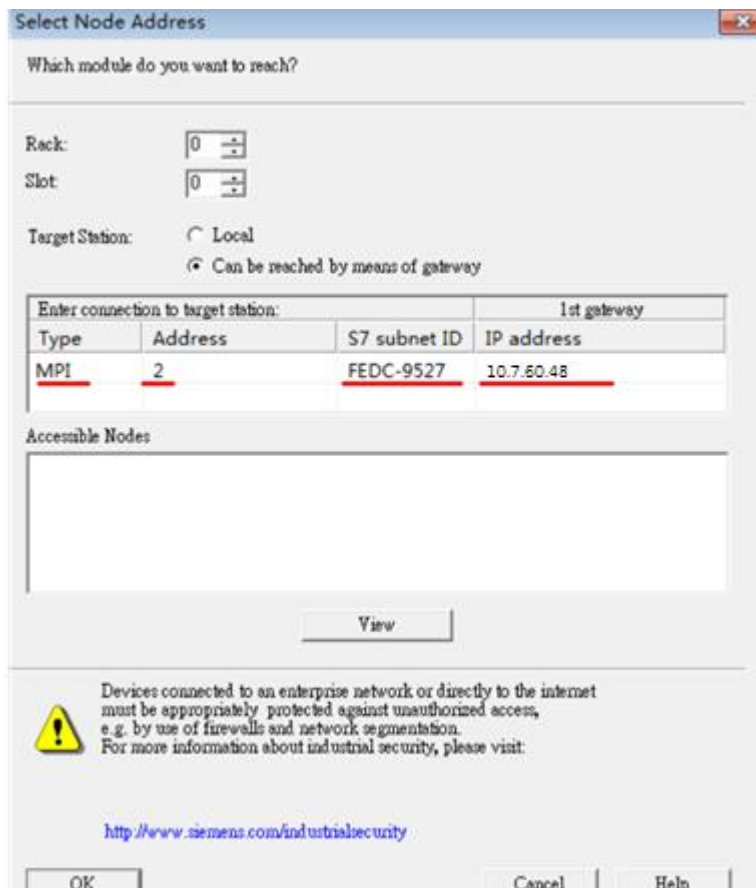 Select Node Address
Which module do you want to reach?
Rack: 0
Slot: 0
Target Station: Local
Can be reached by means of gateway
Enter connection to target station: 1st gateway
Type Address S7 subnet ID IP address
MPI 2 FEDC-9527 10.7.60.48
Accessible Nodes
View
Devices connected to an enterprise network or directly to the internet
must be appropriately protected against unauthorized access,
e.g. by use of firewalls and network segmentation.
For more information about industrial security, please visit:
http://www.siemens.com/industrialsecurity
OK Cancel Help